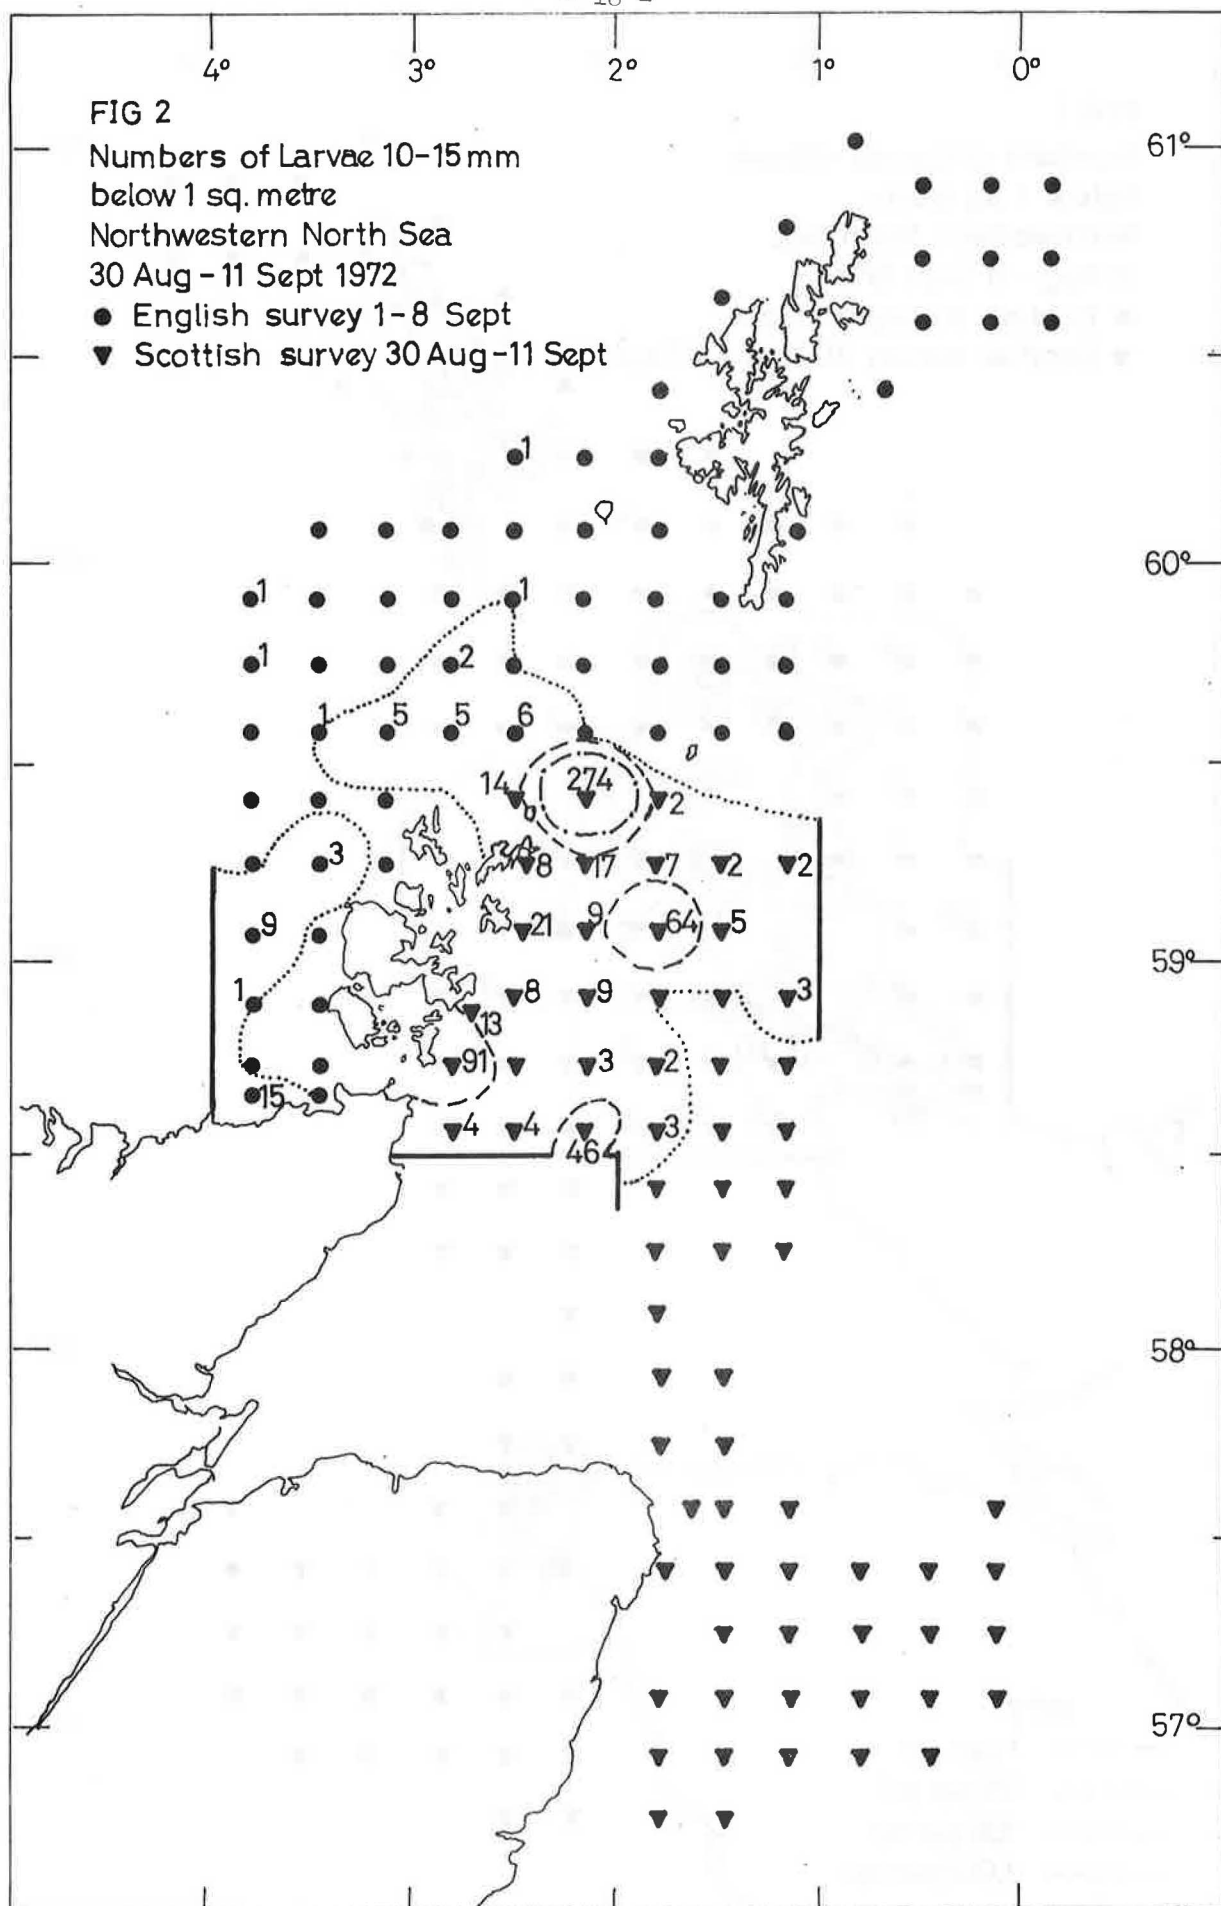 18 -
4° 3° 2° 1° 0°
FIG 2
Numbers of Larvae 10-15mm
below 1 sq. metre
Northwestern North Sea
30 Aug - 11 Sept 1972
● English survey 1-8 Sept
▼ Scottish survey 30 Aug-11 Sept
61°
1
60°
1 1
1 2
1 5 5 6
14 274 2
3 8 17 7 2 2
9 21 9 64 5
59°
1 8 9 3
13
91 3 2
15
4 4 3
464
58°
57°